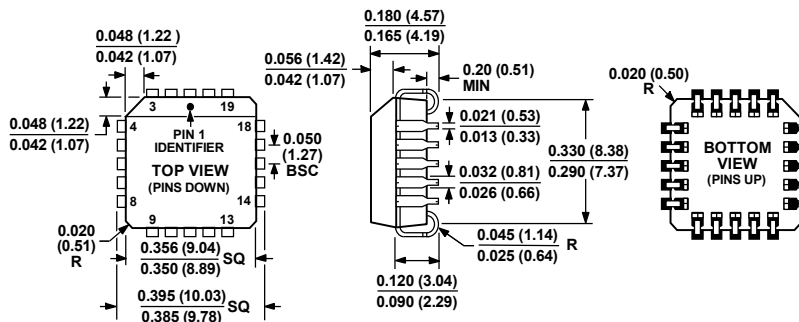 0.048 (1.22 )
0.042 (1.07)
0.048 (1.22)
0.042 (1.07)
3
19
4
18
PIN 1
IDENTIFIER
TOP VIEW
(PINS DOWN)
8
14
9
13
0.050
(1.27)
BSC
0.020
(0.51)
R
0.356 (9.04)
0.350 (8.89)
SQ
0.395 (10.03)
0.385 (9.78)
SQ
0.180 (4.57)
0.165 (4.19)
0.056 (1.42)
0.042 (1.07)
0.20 (0.51)
MIN
0.021 (0.53)
0.013 (0.33)
0.032 (0.81)
0.026 (0.66)
0.330 (8.38)
0.290 (7.37)
0.045 (1.14)
0.025 (0.64)
R
0.120 (3.04)
0.090 (2.29)
0.020 (0.50)
R
BOTTOM
VIEW
(PINS UP)